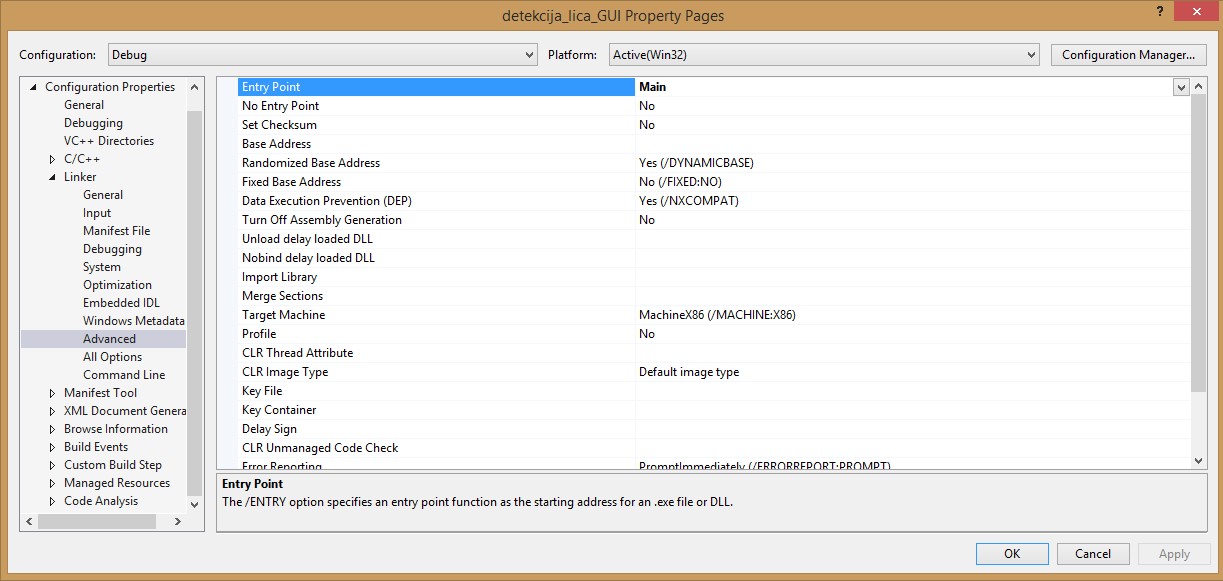 detekcija_lica_GUI Property Pages
? ×
Configuration: Debug Platform: Active(Win32) Configuration Manager...
Configuration Properties
General
Debugging
VC++ Directories
C/C++
Linker
General
Input
Manifest File
Debugging
System
Optimization
Embedded IDL
Windows Metadata
Advanced
All Options
Command Line
Manifest Tool
XML Document Genera
Browse Information
Build Events
Custom Build Step
Managed Resources
Code Analysis
Entry Point Main
No Entry Point No
Set Checksum No
Base Address
Randomized Base Address Yes (/DYNAMICBASE)
Fixed Base Address No (/FIXED:NO)
Data Execution Prevention (DEP) Yes (/NXCOMPAT)
Turn Off Assembly Generation No
Unload delay loaded DLL
Nobind delay loaded DLL
Import Library
Merge Sections
Target Machine MachineX86 (/MACHINE:X86)
Profile No
CLR Thread Attribute
CLR Image Type Default image type
Key File
Key Container
Delay Sign
CLR Unmanaged Code Check
Error Reporting PromptImmediately (/ERRORREPORT:PROMPT)
Entry Point
The /ENTRY option specifies an entry point function as the starting address for an .exe file or DLL.
OK Cancel Apply